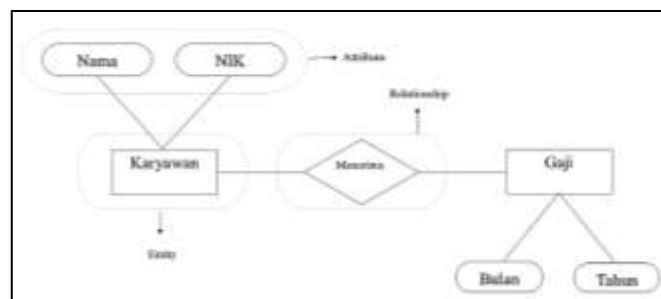 Nama
NIK
Attribute
Relationship
Karyawan
Menerima
Gaji
Entity
Bulan
Tahun